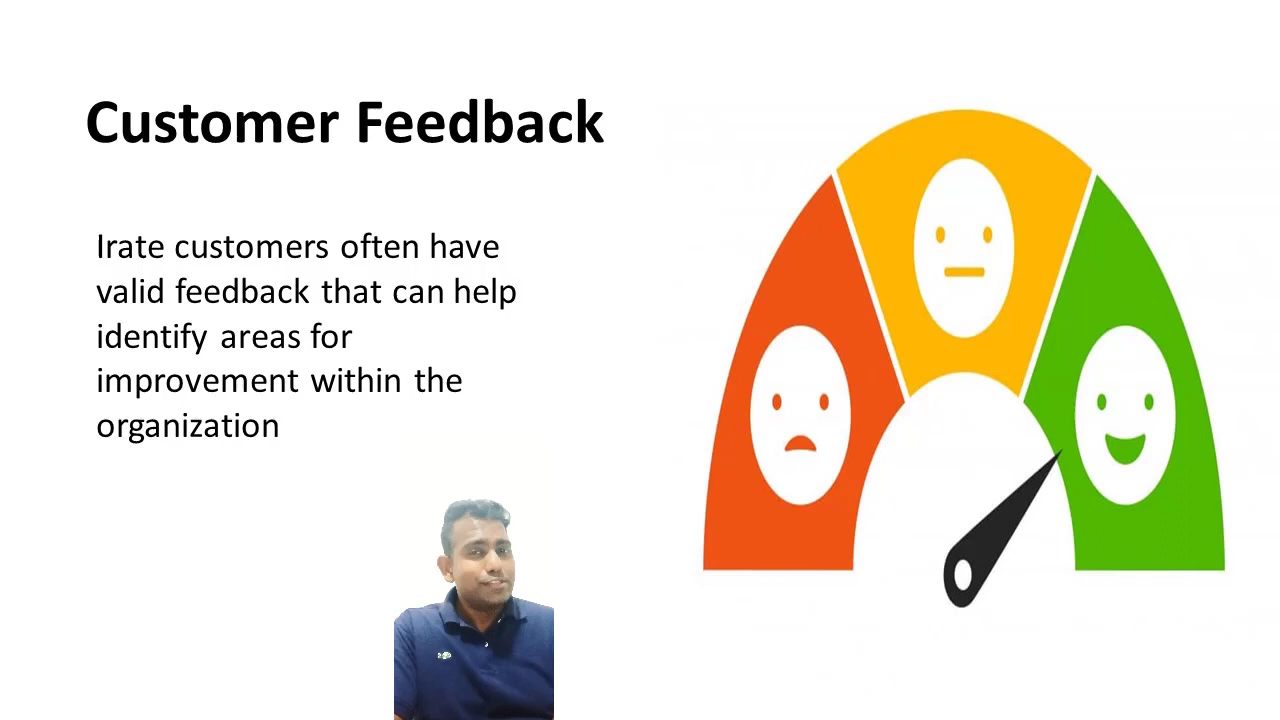 Customer Feedback
Irate customers often have
valid feedback that can help
identify areas for
improvement within the
organization